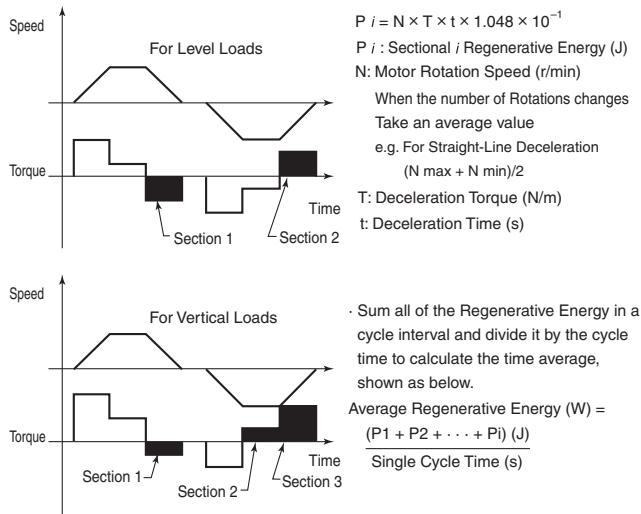 Speed
For Level Loads
Torque
Time
Section 1
Section 2
P i = N × T × t × 1.048 × 10⁻¹
P i : Sectional i Regenerative Energy (J)
N: Motor Rotation Speed (r/min)
When the number of Rotations changes
Take an average value
e.g. For Straight-Line Deceleration
(N max + N min)/2
T: Deceleration Torque (N/m)
t: Deceleration Time (s)
Speed
For Vertical Loads
Torque
Time
Section 1
Section 2
Section 3
· Sum all of the Regenerative Energy in a
cycle interval and divide it by the cycle
time to calculate the time average,
shown as below.
Average Regenerative Energy (W) =
(P1 + P2 + · · · + Pi) (J)
Single Cycle Time (s)